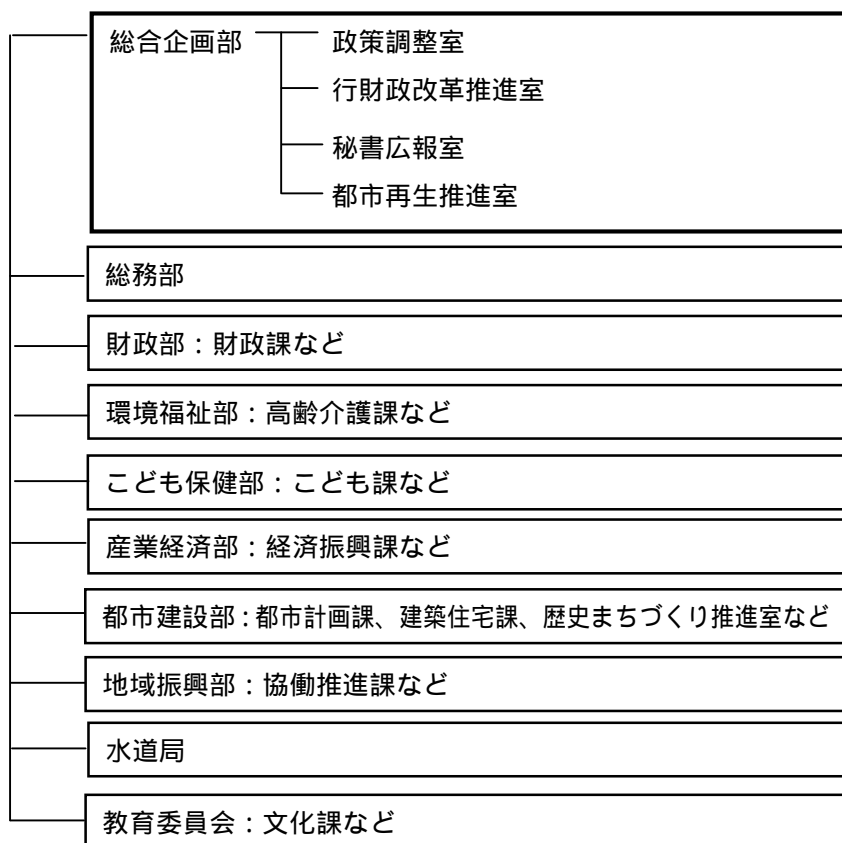 総合企画部
政策調整室
行財政改革推進室
秘書広報室
都市再生推進室
総務部
財政部：財政課など
環境福祉部：高齢介護課など
こども保健部：こども課など
産業経済部：経済振興課など
都市建設部：都市計画課、建築住宅課、歴史まちづくり推進室など
地域振興部：協働推進課など
水道局
教育委員会：文化課など